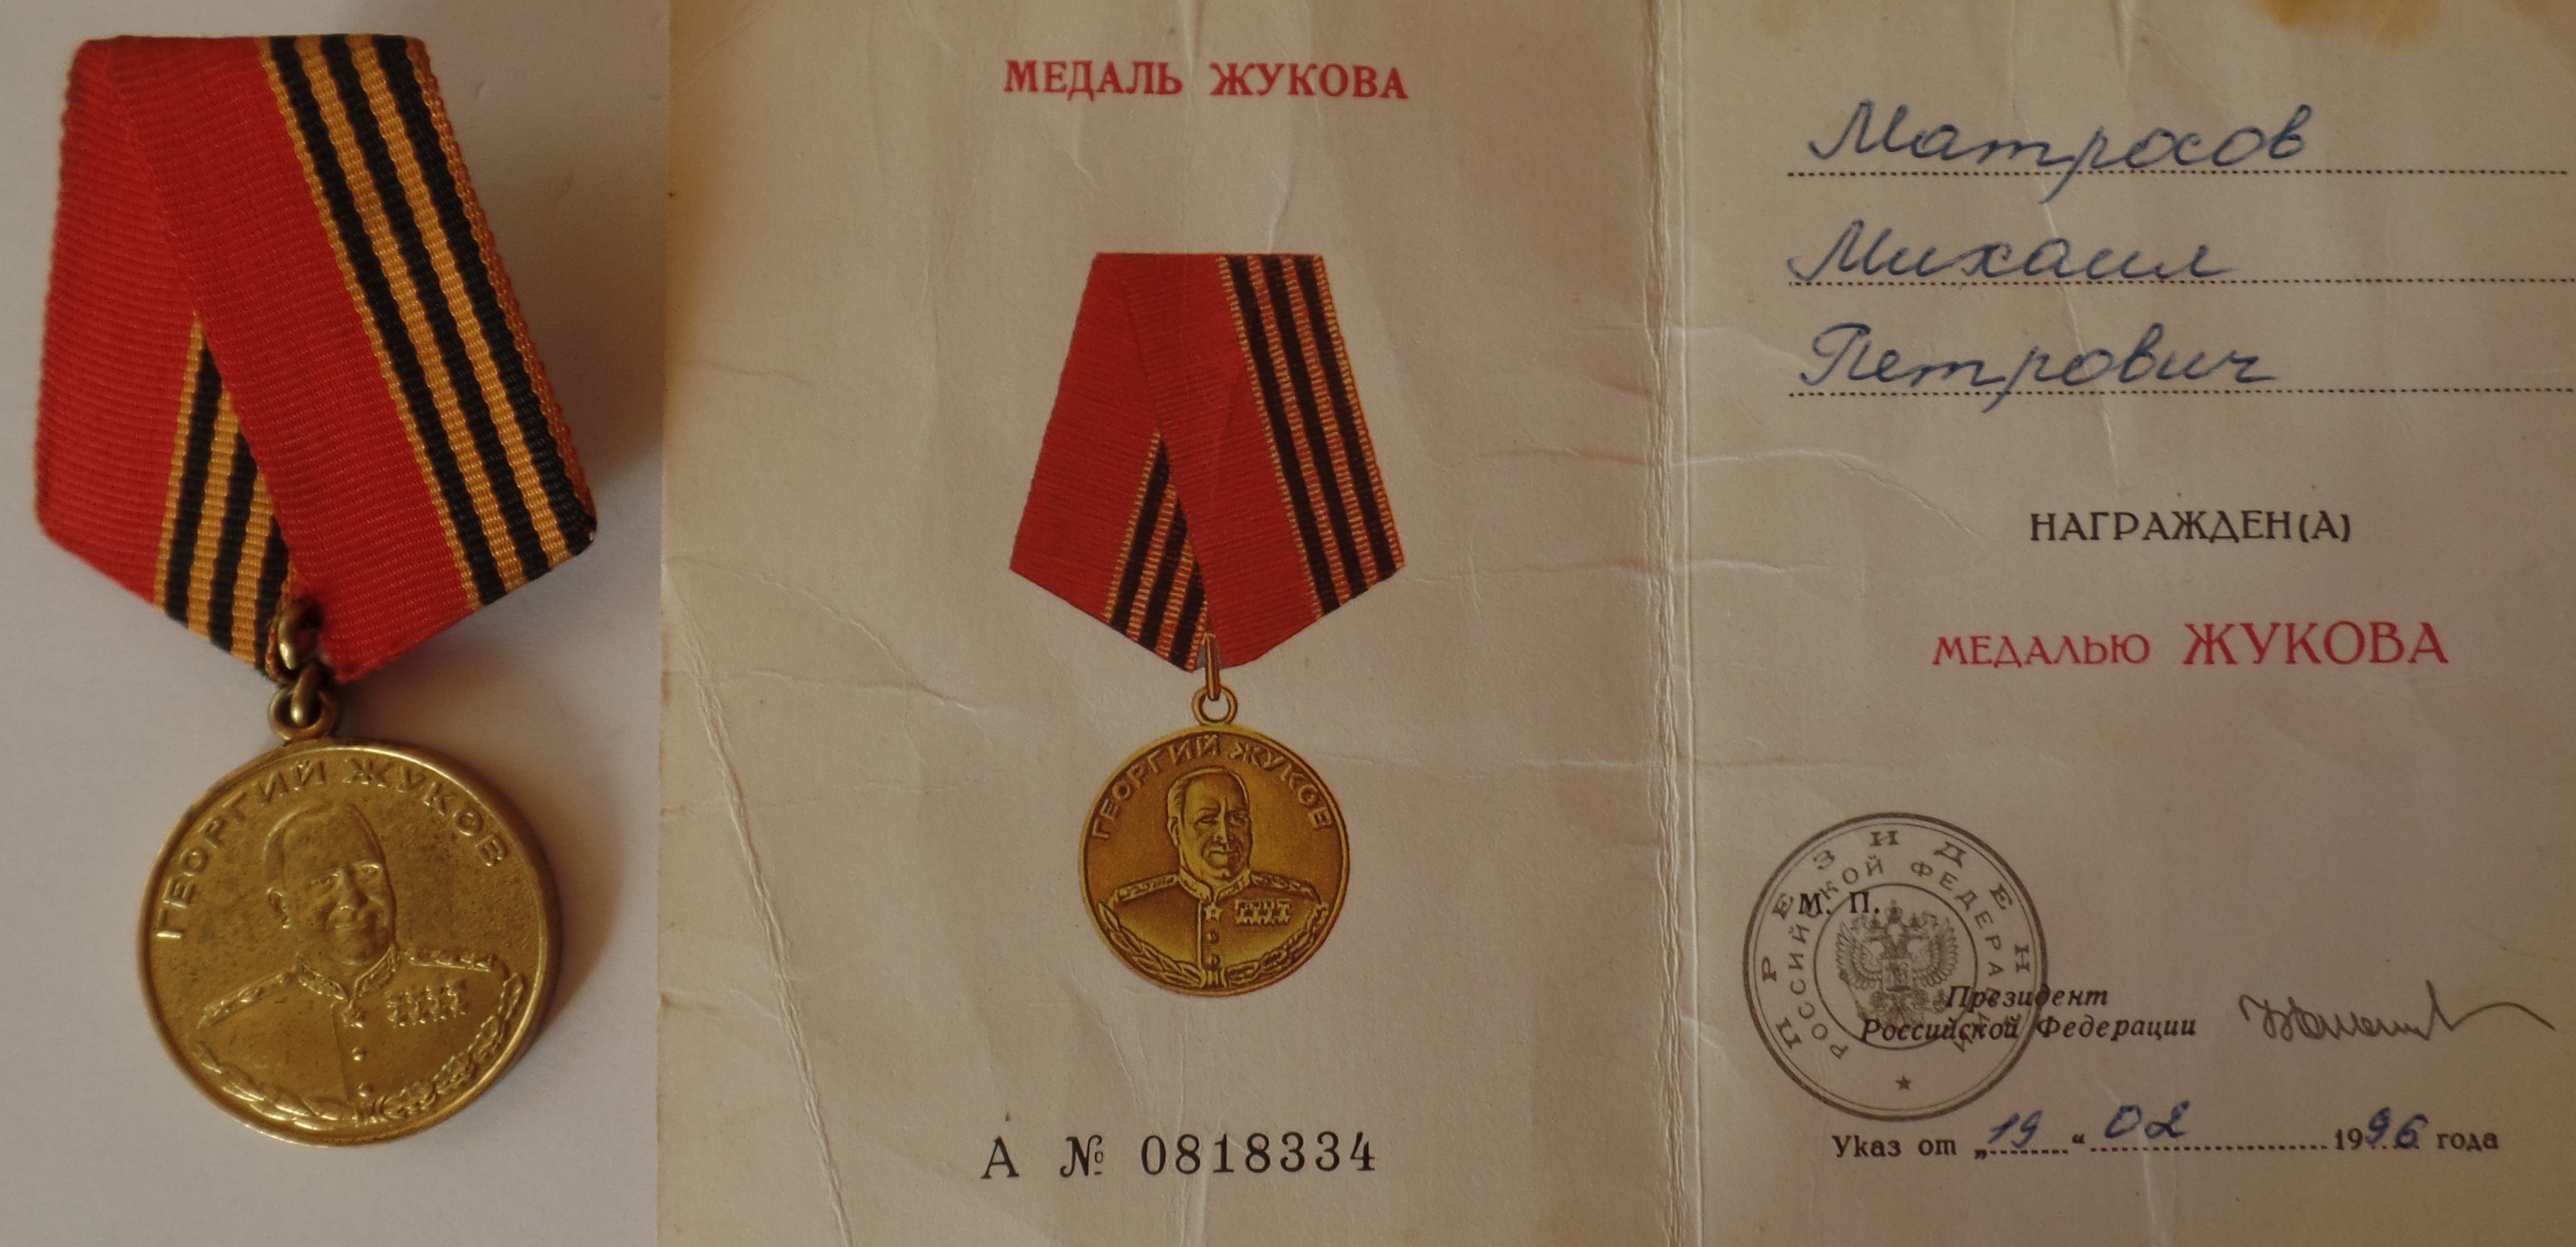 ГЕОРГИЙ ЖУКОВ
МЕДАЛЬ ЖУКОВА
ГЕОРГИЙ ЖУКОВ
А № 0818334
Матросов
Михаил
Петрович
НАГРАЖДЕН(А)
МЕДАЛЬЮ ЖУКОВА
ПРЕЗИДЕНТ
РОССИЙСКОЙ ФЕДЕРАЦИИ
М. П.
Президент
Российской Федерации
Указ от „19“ 02 1996 года